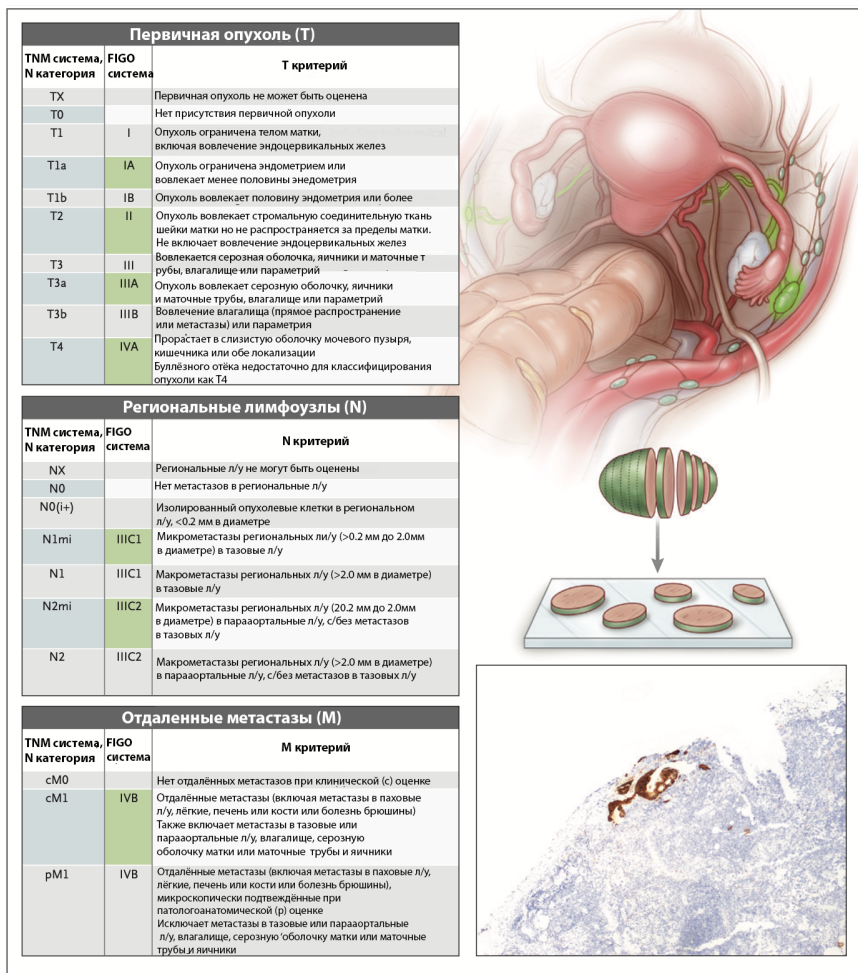 Первичная опухоль (T)
TNM система, FIGO T критерий
N категория система
TX Первичная опухоль не может быть оценена
T0 Нет присутствия первичной опухоли
T1 I Опухоль ограничена телом матки,
включая вовлечение эндоцервикальных желез
T1a IA Опухоль ограничена эндометрием или
вовлекает менее половины энедометрия
T1b IB Опухоль вовлекает половину эндометрия или более
T2 II Опухоль вовлекает стромальную соединительную ткань
шейки матки но не распространяется за пределы матки.
Не включает вовлечение эндоцервикальных желез
T3 III Вовлекается серозная оболочка, яичники и маточные т
рубы, влагалище или параметрий
T3a IIIA Опухоль вовлекает серозную оболочку, яичники
и маточные трубы, влагалище или параметрий
T3b IIIB Вовлечение влагалища (прямое распространение
или метастазы) или параметрия
T4 IVA Прорастает в слизистую оболочку мочевого пузыря,
кишечника или обе локализации
Буллёзного отёка недостаточно для классифицирования
опухоли как T4
Региональные лимфоузлы (N)
TNM система, FIGO N критерий
N категория система
NX Региональные л/у не могут быть оценены
N0 Нет метастазов в региональные л/у
N0(i+) Изолированный опухолевые клетки в региональном
л/у, <0.2 мм в диаметре
N1mi IIIC1 Микрометастазы региональных ли/у (>0.2 мм до 2.0мм
в диаметре) в тазовые л/у
N1 IIIC1 Макрометастазы региональных л/у (>2.0 мм в диаметре)
в тазовые л/у
N2mi IIIC2 Микрометастазы региональных л/у (20.2 мм до 2.0мм
в диаметре) в парааортальные л/у, с/без метастазов
в тазовых л/у
N2 IIIC2 Макрометастазы региональных л/у (>2.0 мм в диаметре)
в парааортальные л/у, с/без метастазов в тазовых л/у
Отдаленные метастазы (M)
TNM система, FIGO M критерий
N категория система
cM0 Нет отдалённых метастазов при клинической (c) оценке
cM1 IVB Отдалённые метастазы (включая метастазы в паховые
л/у, лёгкие, печень или кости или болезнь брюшины)
Также включает метастазы в тазовые или
парааортальные л/у, влагалище, серозную
оболочку матки или маточные трубы и яичники
pM1 IVB Отдалённые метастазы (включая метастазы в паховые л/у,
лёгкие, печень или кости или болезнь брюшины),
микроскопически подтвеждённые при
патологоанатомической (p) оценке
Исключает метастазы в тазовые или парааортальные
л/у, влагалище, серозную оболочку матки или маточные
трубы и яичники